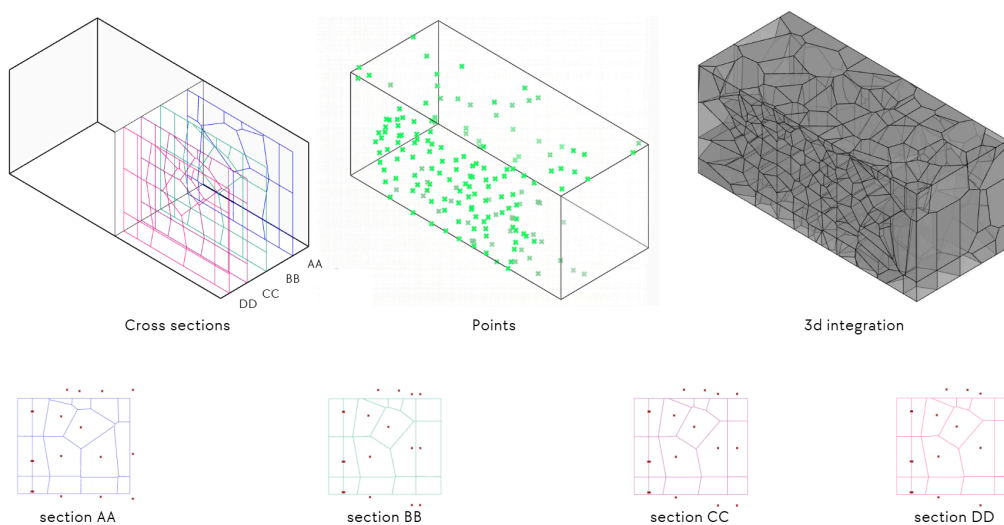 AA
BB
CC
DD
Cross sections
Points
3d integration
section AA
section BB
section CC
section DD